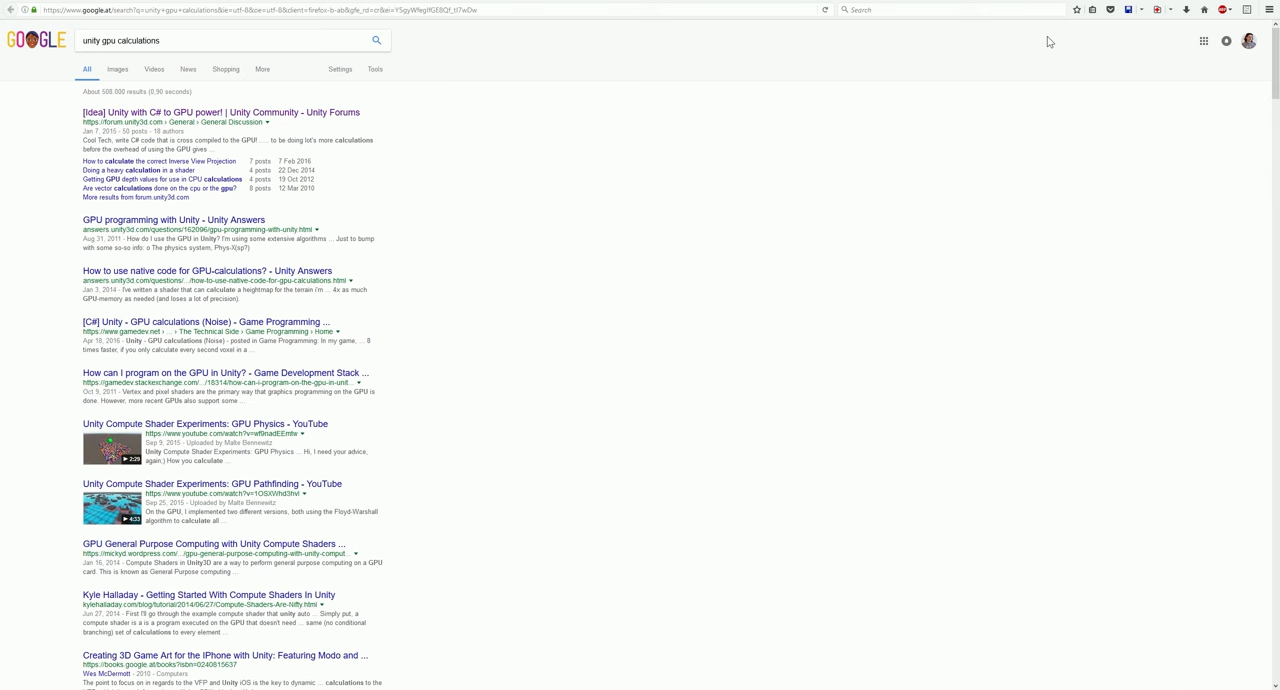 https://www.google.at/search?q=unity+gpu+calculations&ie=utf-8&oe=utf-8&client=firefox-b-ab&gfe_rd=cr&ei=
Search
GOOGLE
unity gpu calculations
All Images Videos News Shopping More Settings Tools
About 508.000 results (0,90 seconds)
[Idea] Unity with C# to GPU power! | Unity Community - Unity Forums
https://forum.unity3d.com › General › General Discussion
Jan 7, 2015 - 50 posts - 18 authors
Cool Tech, write C# code that is cross compiled to the GPU! ..... to be doing lot's more calculations
before the overhead of using the GPU gives ...
How to calculate the correct Inverse View Projection 7 posts 7 Feb 2016
Doing a heavy calculation in a shader 4 posts 22 Dec 2014
Getting GPU depth values for use in CPU calculations 4 posts 19 Oct 2012
Are vector calculations done on the cpu or the gpu? 8 posts 12 Mar 2010
More results from forum.unity3d.com
GPU programming with Unity - Unity Answers
answers.unity3d.com/questions/162096/gpu-programming-with-unity.html
Aug 31, 2011 - How do I use the GPU in Unity? I'm using some extensive algorithms ... Just to bump
with some so-so info: o The physics system, Phys-X(sp?)
How to use native code for GPU-calculations? - Unity Answers
answers.unity3d.com/questions/.../how-to-use-native-code-for-gpu-calculations.html
Jan 3, 2014 - I've written a shader that can calculate a heightmap for the terrain i'm ... 4x as much
GPU-memory as needed (and loses a lot of precision).
[C#] Unity - GPU calculations (Noise) - Game Programming ...
https://www.gamedev.net › ... › The Technical Side › Game Programming › Home
Apr 18, 2016 - Unity - GPU calculations (Noise) - posted in Game Programming: In my game, ... 8
times faster, if you only calculate every second voxel in a ...
How can I program on the GPU in Unity? - Game Development Stack ...
https://gamedev.stackexchange.com/.../18314/how-can-i-program-on-the-gpu-in-unit...
Oct 9, 2011 - Vertex and pixel shaders are the primary way that graphics programming on the GPU is
done. However, more recent GPUs also support some ...
Unity Compute Shader Experiments: GPU Physics - YouTube
https://www.youtube.com/watch?v=wf9nadEEmfw
Sep 9, 2015 - Uploaded by Malte Bennewitz
Unity Compute Shader Experiments: GPU Physics ... Hi, I need your advice,
2:29
again;) How you calculate ...
Unity Compute Shader Experiments: GPU Pathfinding - YouTube
https://www.youtube.com/watch?v=1OSXWhd3hvI
Sep 25, 2015 - Uploaded by Malte Bennewitz
On the GPU, I implemented two different versions, both using the Floyd-Warshall
4:33
algorithm to calculate all ...
GPU General Purpose Computing with Unity Compute Shaders ...
https://mickyd.wordpress.com/.../gpu-general-purpose-computing-with-unity-comput...
Jan 16, 2014 - Compute Shaders in Unity3D are a way to perform general purpose computing on a GPU
card. This is known as General Purpose computing ...
Kyle Halladay - Getting Started With Compute Shaders In Unity
kylehalladay.com/blog/tutorial/2014/06/27/Compute-Shaders-Are-Nifty.html
Jun 27, 2014 - First I'll go through the example compute shader that unity auto ... Simply put, a
compute shader is a is a program executed on the GPU that doesn't need ... same (no conditional
branching) set of calculations to every element ...
Creating 3D Game Art for the IPhone with Unity: Featuring Modo and ...
https://books.google.at/books?isbn=0240815637
Wes McDermott - 2010 - Computers
The point to focus on in regards to the VFP and Unity iOS is the key to dynamic ... calculations to the